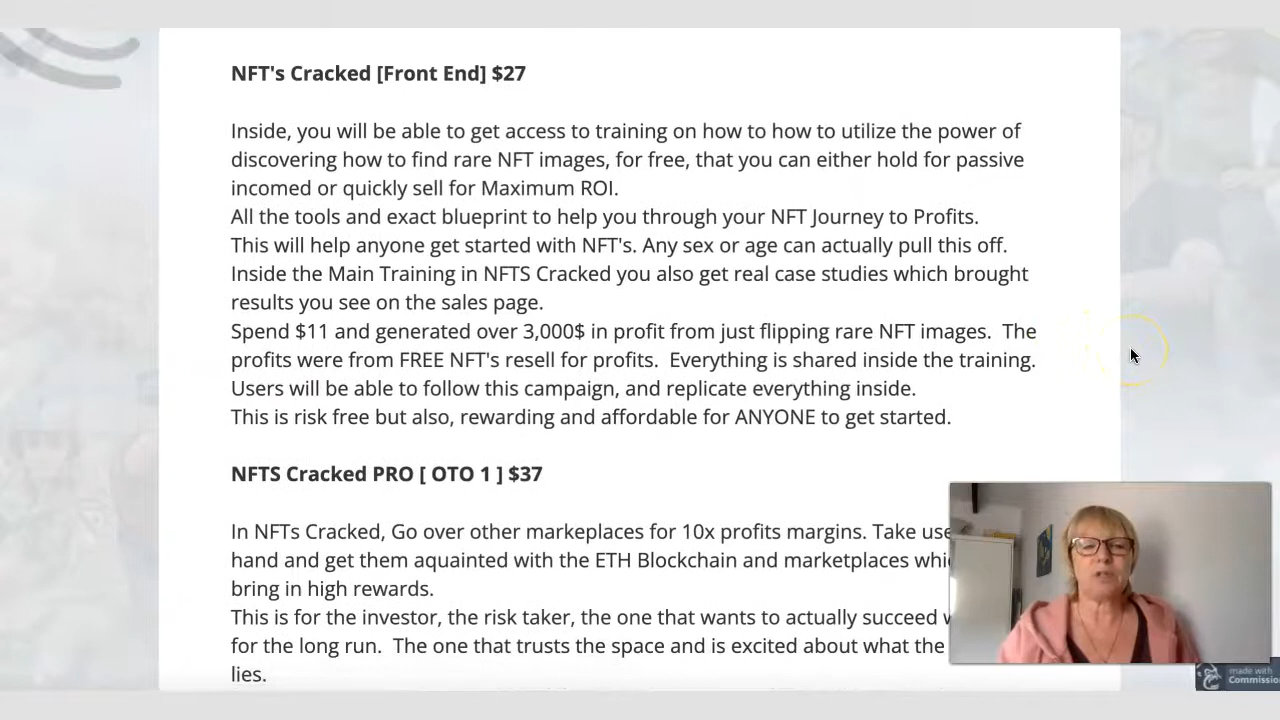 NFT's Cracked [Front End] $27
Inside, you will be able to get access to training on how to how to utilize the power of
discovering how to find rare NFT images, for free, that you can either hold for passive
incomed or quickly sell for Maximum ROI.
All the tools and exact blueprint to help you through your NFT Journey to Profits.
This will help anyone get started with NFT's. Any sex or age can actually pull this off.
Inside the Main Training in NFTS Cracked you also get real case studies which brought
results you see on the sales page.
Spend $11 and generated over 3,000$ in profit from just flipping rare NFT images.  The
profits were from FREE NFT's resell for profits.  Everything is shared inside the training.
Users will be able to follow this campaign, and replicate everything inside.
This is risk free but also, rewarding and affordable for ANYONE to get started.
NFTS Cracked PRO [ OTO 1 ] $37
In NFTs Cracked, Go over other markeplaces for 10x profits margins. Take use
hand and get them aquainted with the ETH Blockchain and marketplaces
bring in high rewards.
This is for the investor, the risk taker, the one that wants to actually succeed
for the long run.  The one that trusts the space and is excited about what the
lies.
made with